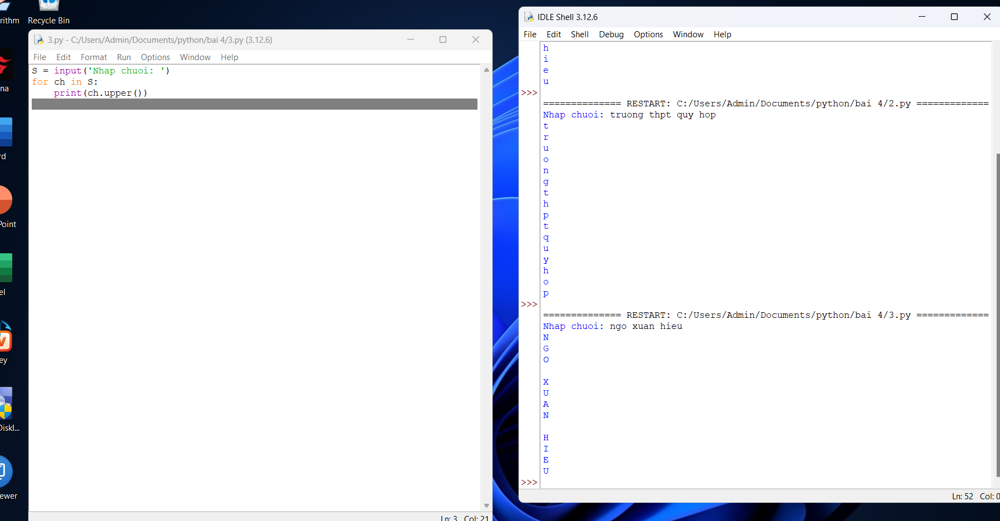 rithm
Recycle Bin
na
rd
Point
el
ey
Diskl...
ewer
3.py - C:/Users/Admin/Documents/python/bai 4/3.py (3.12.6)
File Edit Format Run Options Window Help
S = input('Nhap chuoi: ')
for ch in S:
    print(ch.upper())
Ln: 3 Col: 21
IDLE Shell 3.12.6
File Edit Shell Debug Options Window Help
h
i
e
u
>>>
============== RESTART: C:/Users/Admin/Documents/python/bai 4/2.py =============
Nhap chuoi: truong thpt quy hop
t
r
u
o
n
g
t
h
p
t
q
u
y
h
o
p
>>>
============== RESTART: C:/Users/Admin/Documents/python/bai 4/3.py =============
Nhap chuoi: ngo xuan hieu
N
G
O
X
U
A
N
H
I
E
U
>>>
Ln: 52 Col: 0